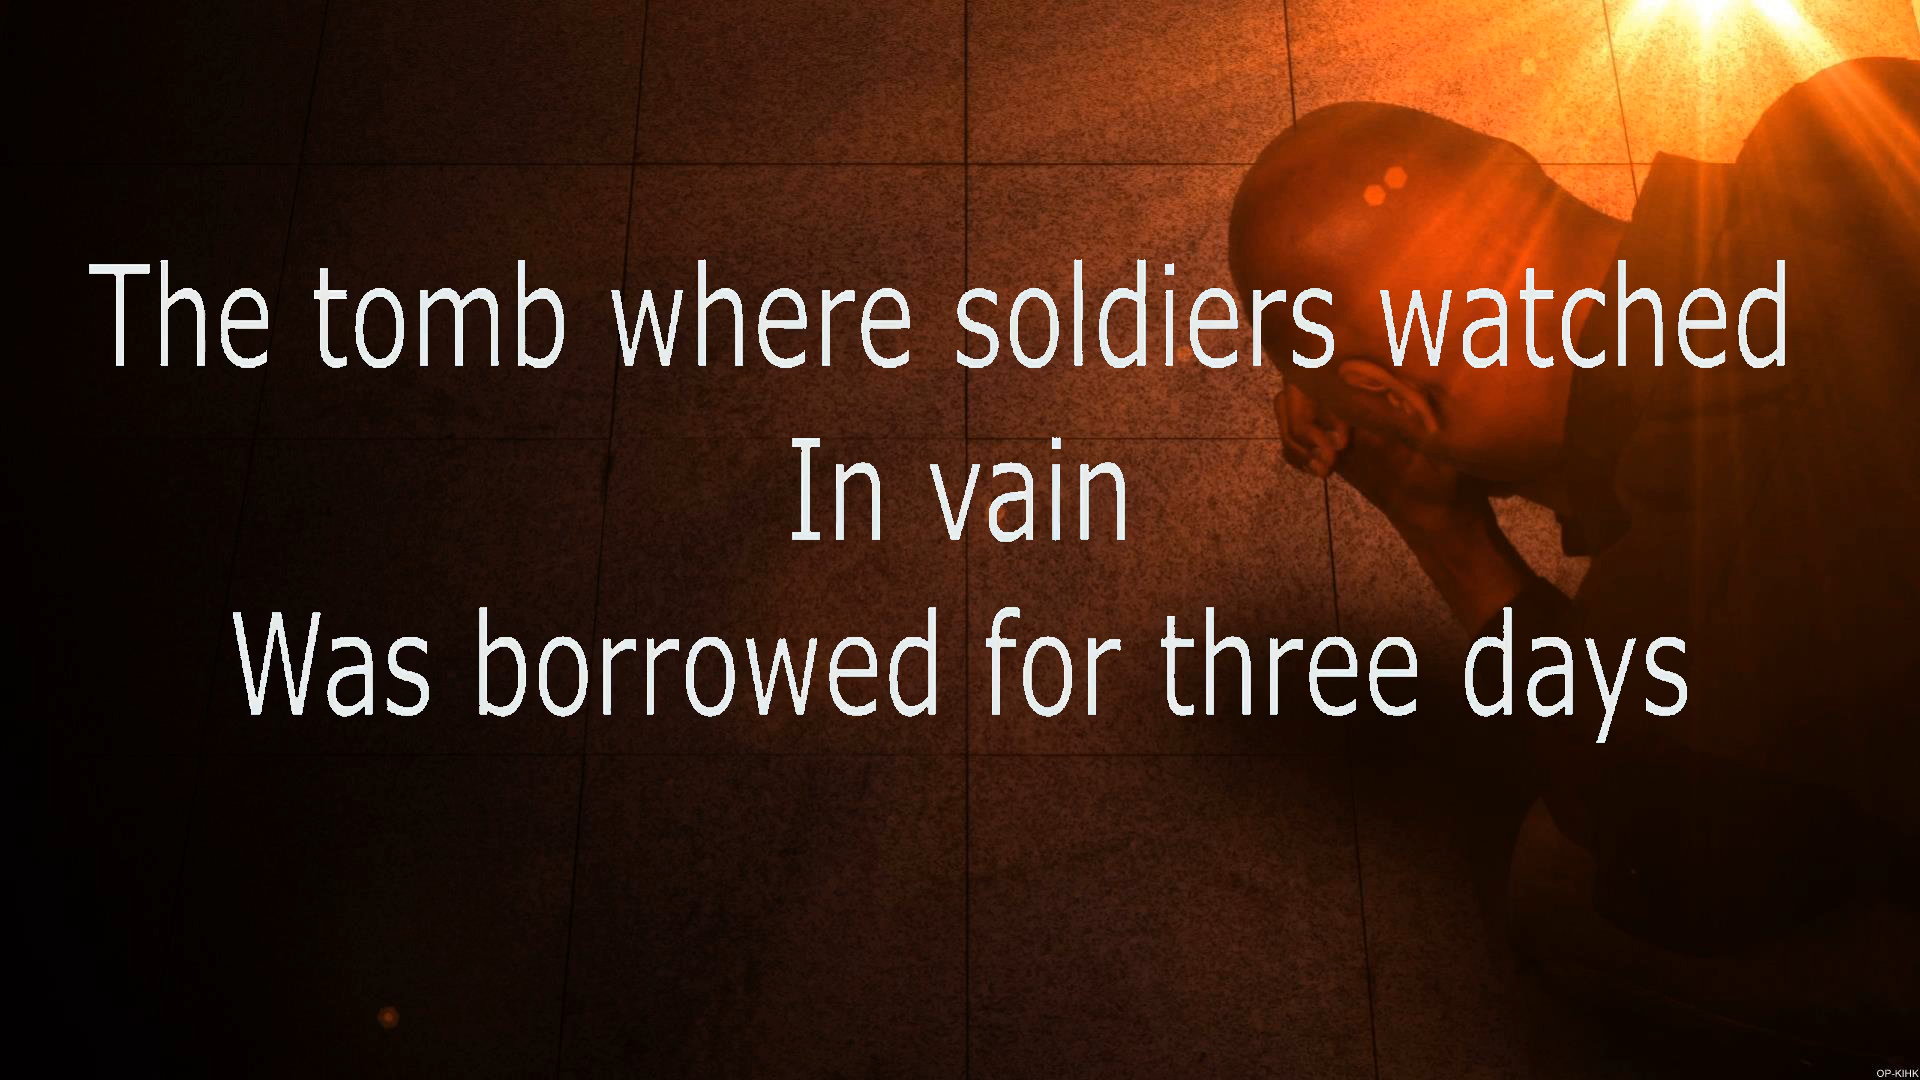 The tomb where soldiers watched
In vain
Was borrowed for three days
OP-KIHK